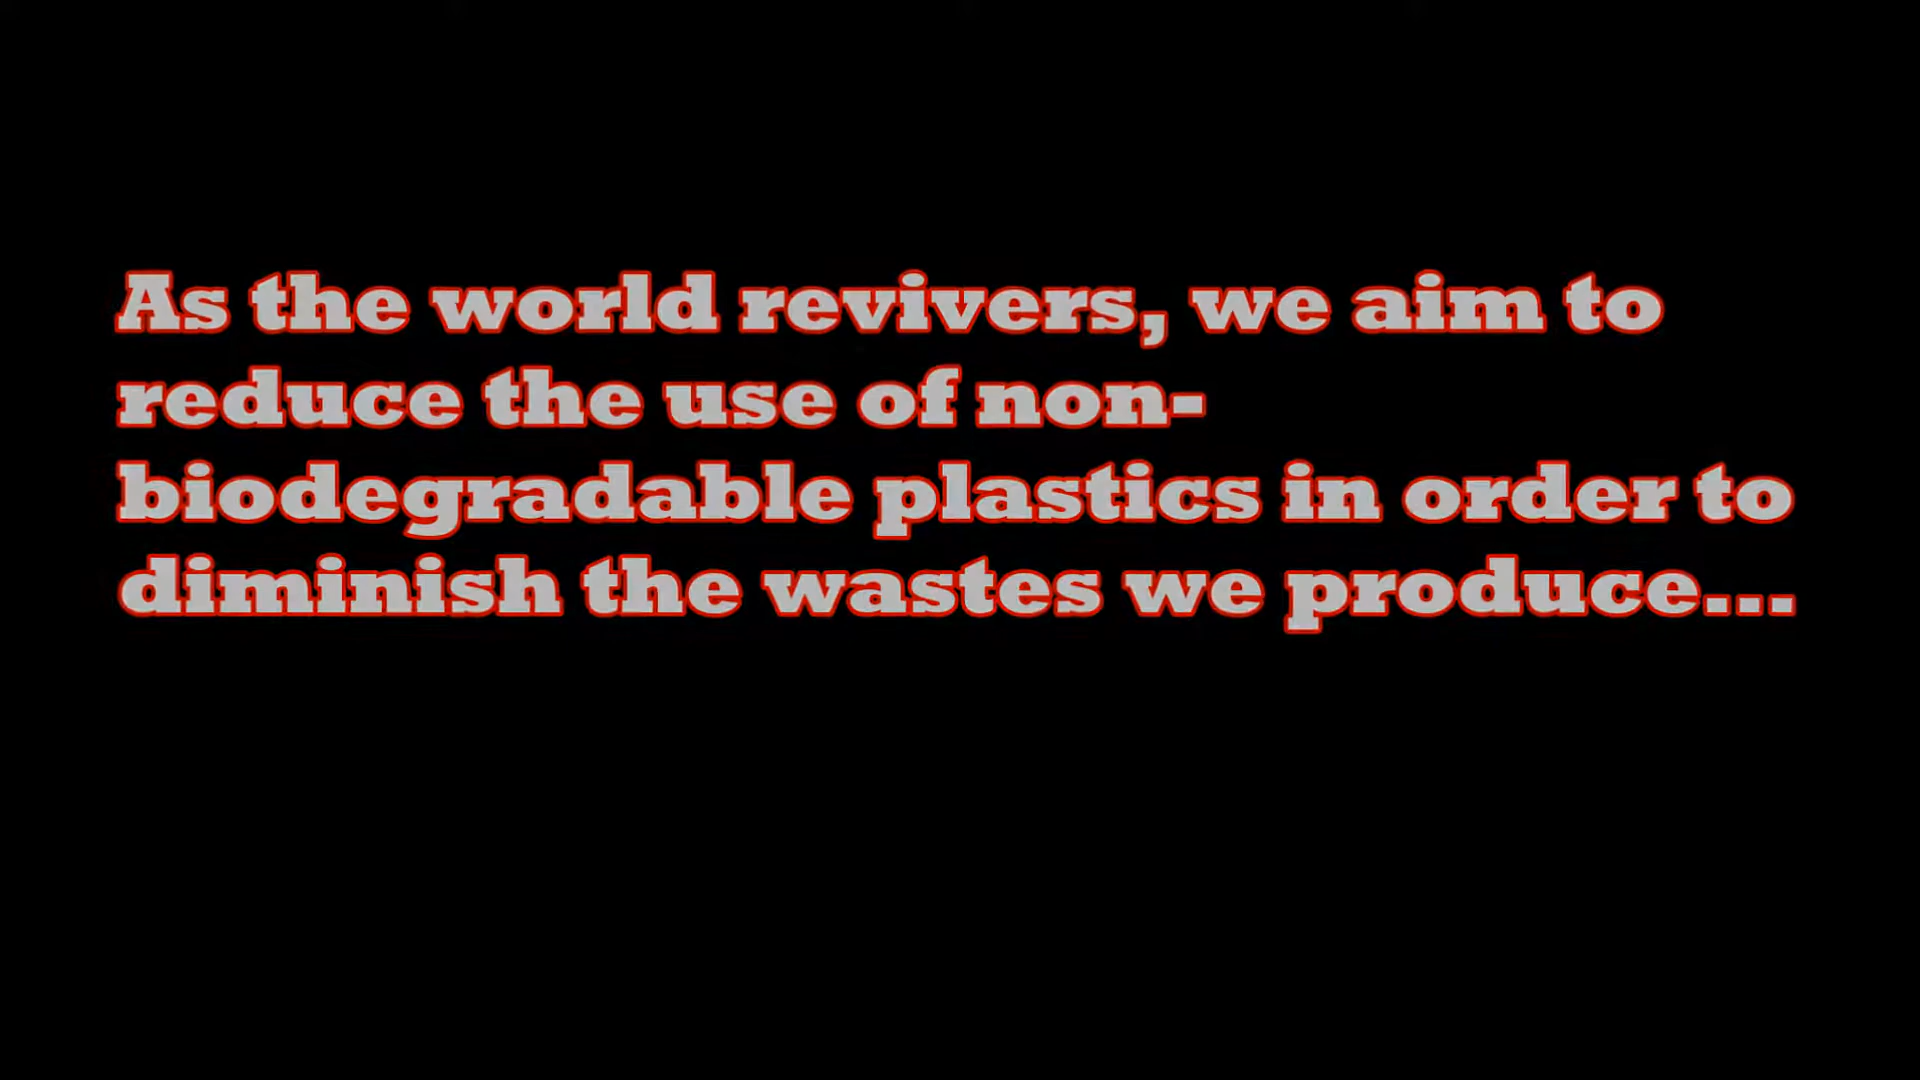 As the world revivers, we aim to
reduce the use of non-
biodegradable plastics in order to
diminish the wastes we produce...